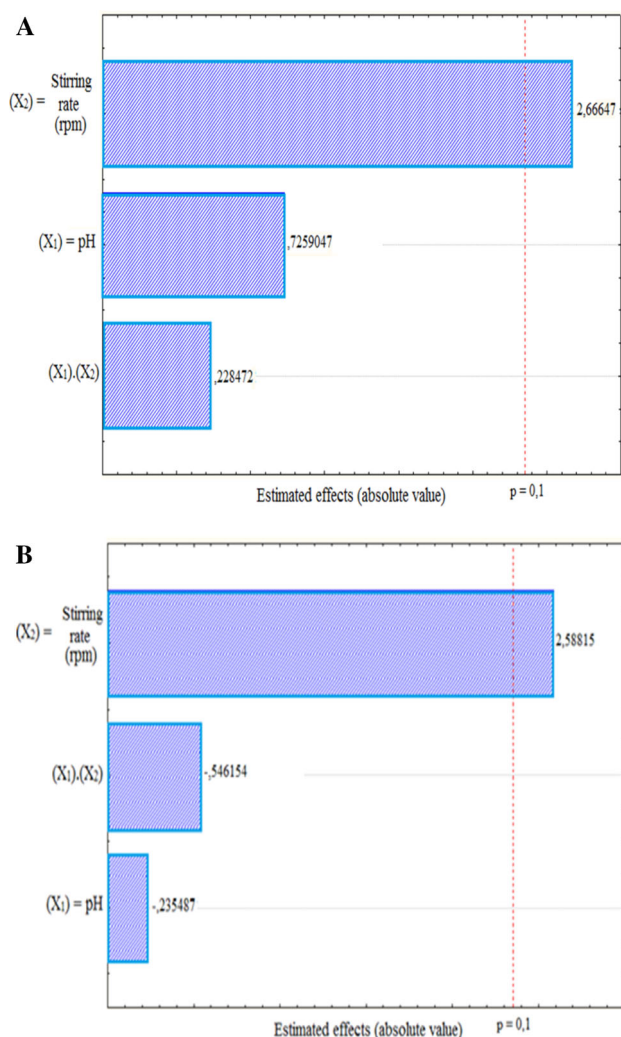 A
(X₂) = Stirring rate (rpm)
2,66647
(X₁) = pH
,7259047
(X₁).(X₂)
,228472
Estimated effects (absolute value)
p = 0,1
B
(X₂) = Stirring rate (rpm)
2,58815
(X₁).(X₂)
-,546154
(X₁) = pH
-,235487
Estimated effects (absolute value)
p = 0,1